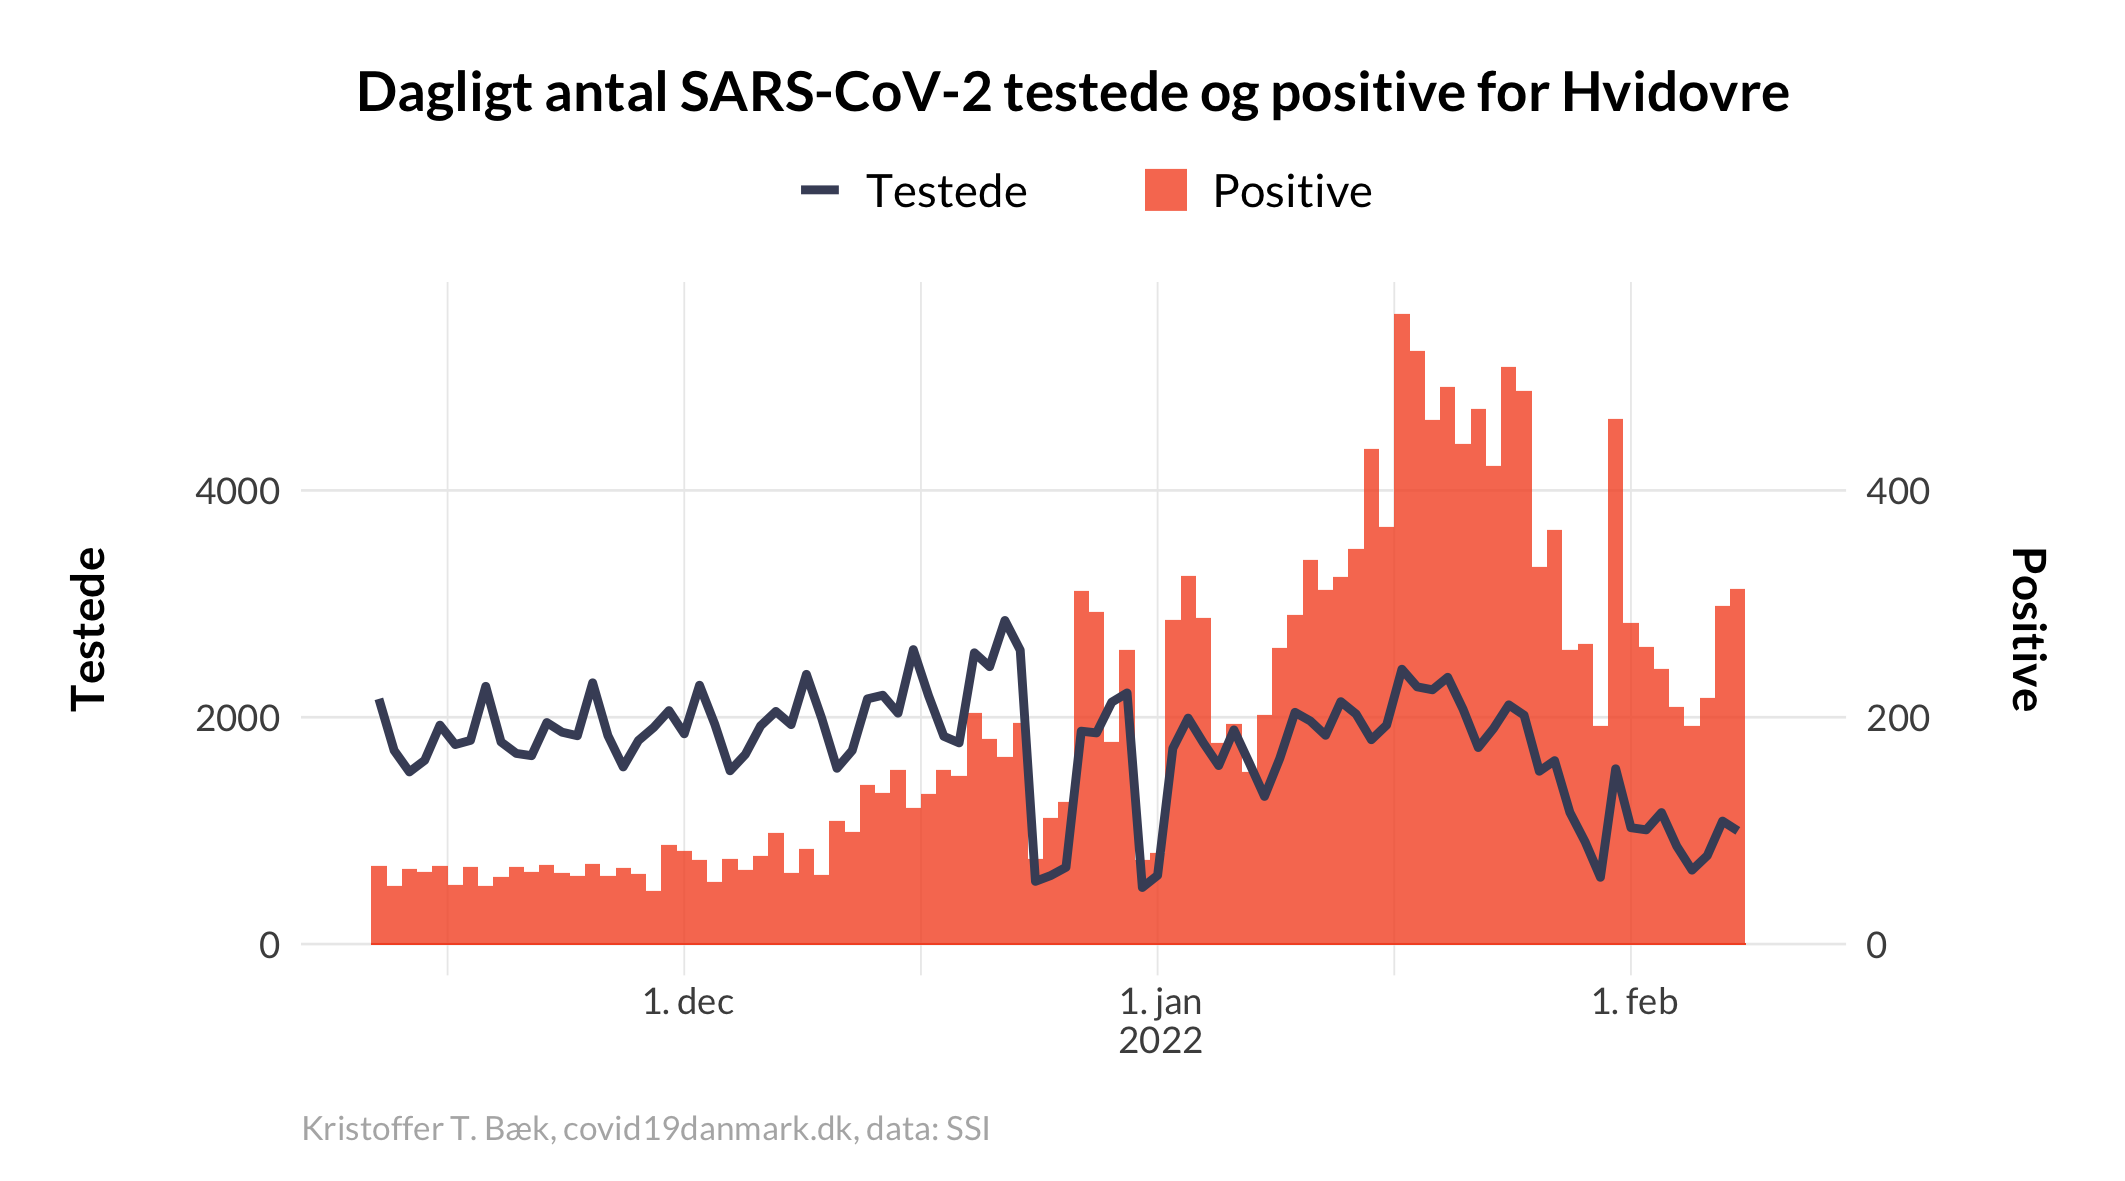 Dagligt antal SARS-CoV-2 testede og positive for Hvidovre
Testede
Positive
Testede
4000
2000
0
400
200
0
Positive
1. dec
1. jan
2022
1. feb
Kristoffer T. Bæk, covid19danmark.dk, data: SSI